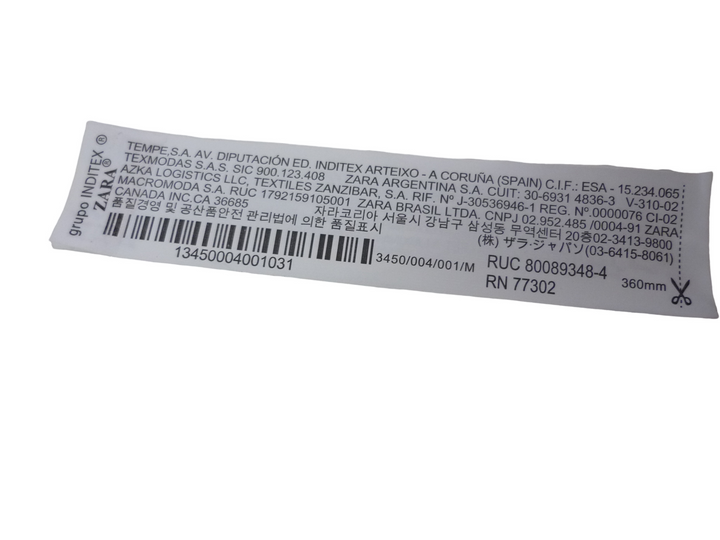 grupo INDITEX ®
ZARA®
TEMPE.S.A. AV. DIPUTACIÓN ED. INDITEX ARTEIXO - A CORUÑA (SPAIN) C.I.F.: ESA - 15.234.065
TEXMODAS S.A.S. SIC 900.123.408 ZARA ARGENTINA S.A. CUIT: 30-6931 4836-3 V-310-02
AZKA LOGISTICS LLC, TEXTILES ZANZIBAR, S.A. RIF. Nº J-30536946-1 REG. Nº.0000076 CI-02
MACROMODA S.A. RUC 1792159105001 ZARA BRASIL LTDA. CNPJ 02.952.485 /0004-91 ZARA
CANADA INC.CA 36685 자라코리아 서울시 강남구 삼성동 무역센터 20층02-3413-9800
품질경영 및 공산품안전 관리법에 의한 품질표시 (株) ザラ・ジャパン(03-6415-8061)
13450004001031
3450/004/001/M
RUC 80089348-4
RN 77302
360mm